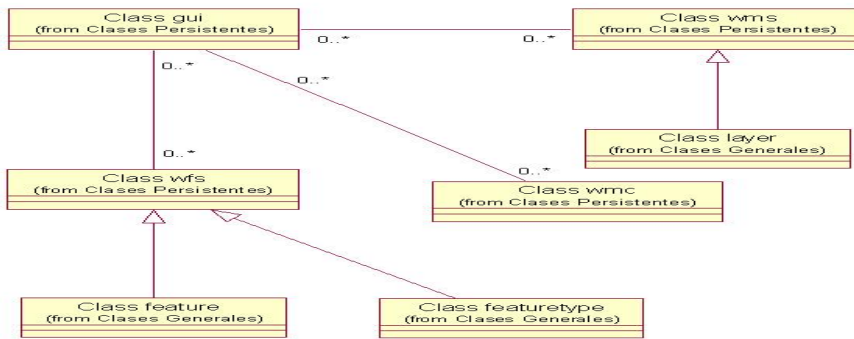 Class gui
(from Clases Persistentes)
Class wms
(from Clases Persistentes)
0..*
0..*
0..*
0..*
Class layer
(from Clases Generales)
0..*
0..*
Class wfs
(from Clases Persistentes)
Class wmc
(from Clases Persistentes)
Class feature
(from Clases Generales)
Class featuretype
(from Clases Generales)